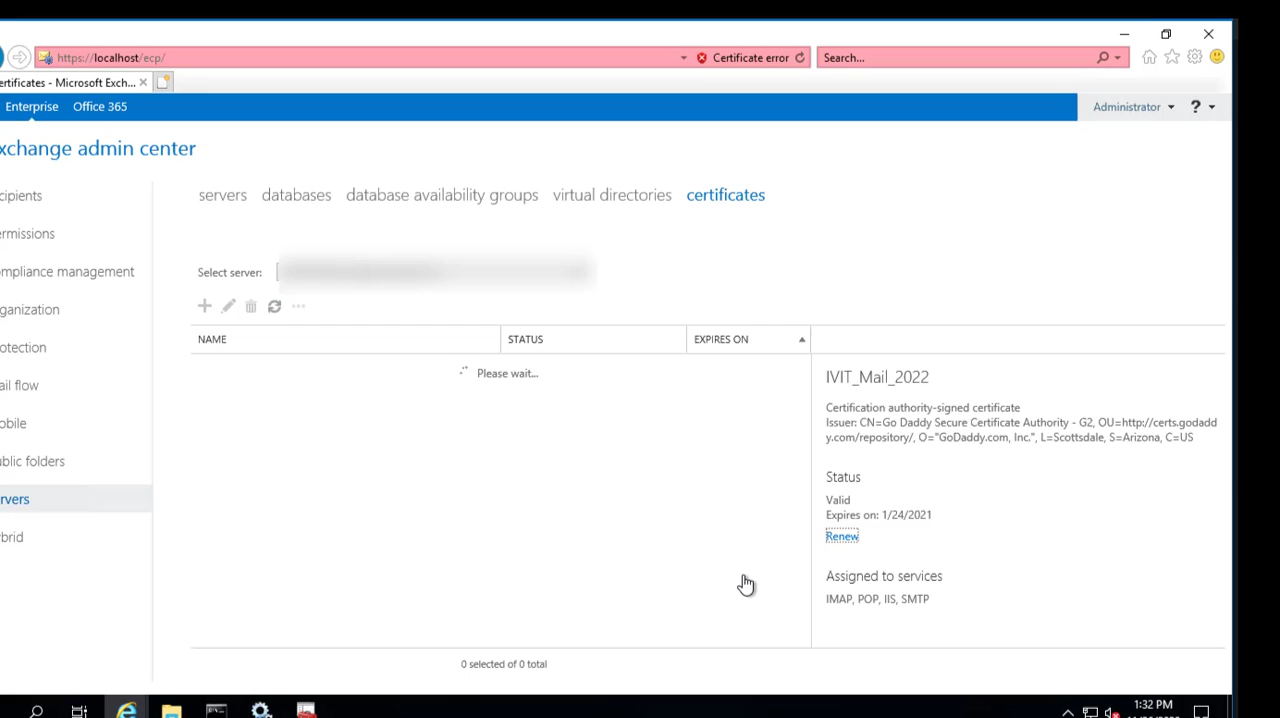 https://localhost/ecp/
Certificate error
Search...
ertificates - Microsoft Exch...
Enterprise
Office 365
Administrator
?
xchange admin center
cipients
ermissions
ompliance management
ganization
otection
ail flow
obile
ublic folders
rvers
brid
servers
databases
database availability groups
virtual directories
certificates
Select server:
NAME
STATUS
EXPIRES ON
Please wait...
0 selected of 0 total
IVIT_Mail_2022
Certification authority-signed certificate
Issuer: CN=Go Daddy Secure Certificate Authority - G2, OU=http://certs.godadd
y.com/repository/, O="GoDaddy.com, Inc.", L=Scottsdale, S=Arizona, C=US
Status
Valid
Expires on: 1/24/2021
Renew
Assigned to services
IMAP, POP, IIS, SMTP
1:32 PM